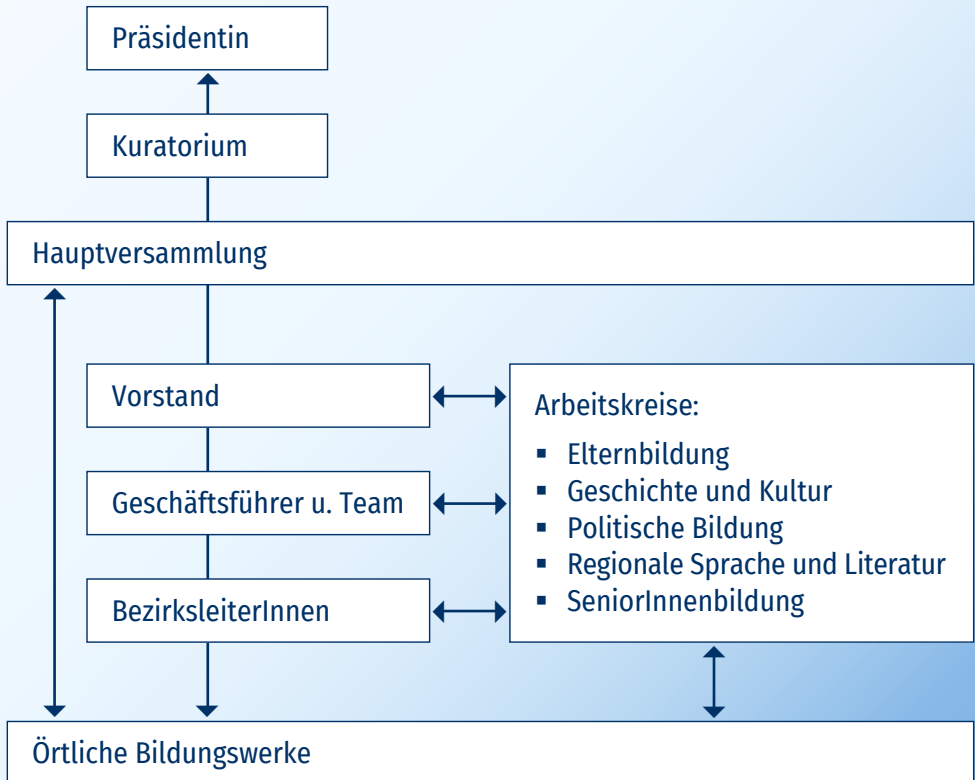 Präsidentin
Kuratorium
Hauptversammlung
Vorstand
Geschäftsführer u. Team
BezirksleiterInnen
Arbeitskreise:
▪ Elternbildung
▪ Geschichte und Kultur
▪ Politische Bildung
▪ Regionale Sprache und Literatur
▪ SeniorInnenbildung
Örtliche Bildungswerke